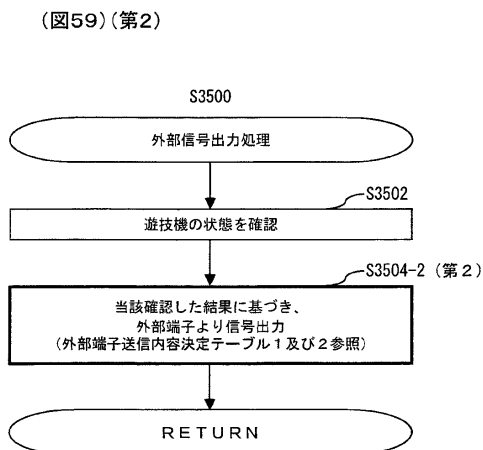 (図59)(第2)
S3500
外部信号出力処理
S3502
遊技機の状態を確認
S3504-2(第2)
当該確認した結果に基づき、
外部端子より信号出力
(外部端子送信内容決定テーブル1及び2参照)
RETURN